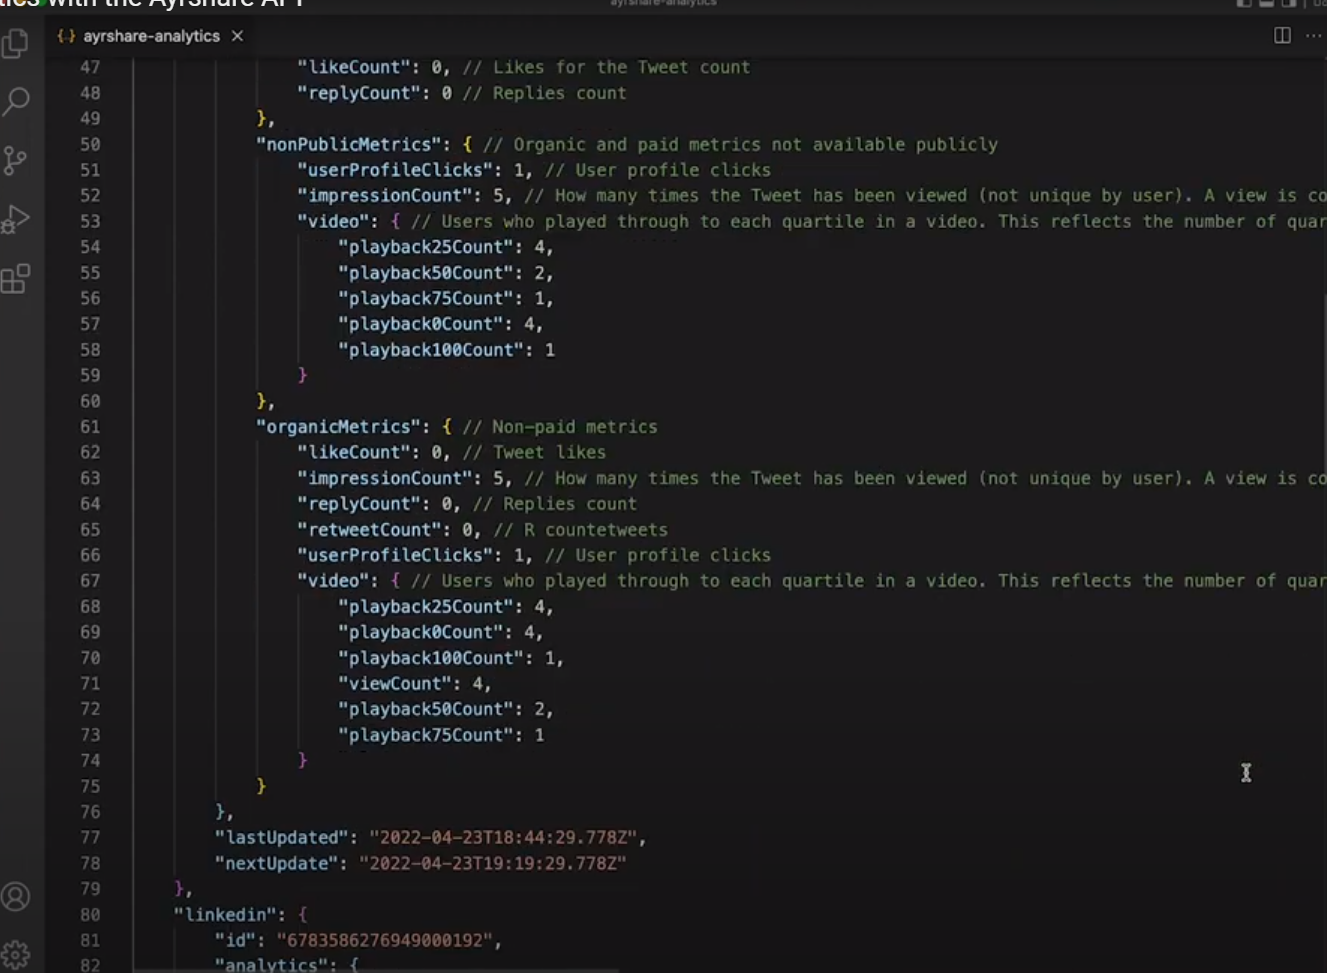 with the Ayrshare API
ayrshare-analytics
{} ayrshare-analytics ×
47 "likeCount": 0, // Likes for the Tweet count
48 "replyCount": 0 // Replies count
49 },
50 "nonPublicMetrics": { // Organic and paid metrics not available publicly
51 "userProfileClicks": 1, // User profile clicks
52 "impressionCount": 5, // How many times the Tweet has been viewed (not unique by user). A view is co
53 "video": { // Users who played through to each quartile in a video. This reflects the number of quar
54 "playback25Count": 4,
55 "playback50Count": 2,
56 "playback75Count": 1,
57 "playback0Count": 4,
58 "playback100Count": 1
59 }
60 },
61 "organicMetrics": { // Non-paid metrics
62 "likeCount": 0, // Tweet likes
63 "impressionCount": 5, // How many times the Tweet has been viewed (not unique by user). A view is co
64 "replyCount": 0, // Replies count
65 "retweetCount": 0, // R countetweets
66 "userProfileClicks": 1, // User profile clicks
67 "video": { // Users who played through to each quartile in a video. This reflects the number of quar
68 "playback25Count": 4,
69 "playback0Count": 4,
70 "playback100Count": 1,
71 "viewCount": 4,
72 "playback50Count": 2,
73 "playback75Count": 1
74 }
75 }
76 },
77 "lastUpdated": "2022-04-23T18:44:29.778Z",
78 "nextUpdate": "2022-04-23T19:19:29.778Z"
79 },
80 "linkedin": {
81 "id": "6783586276949000192",
82 "analytics": {